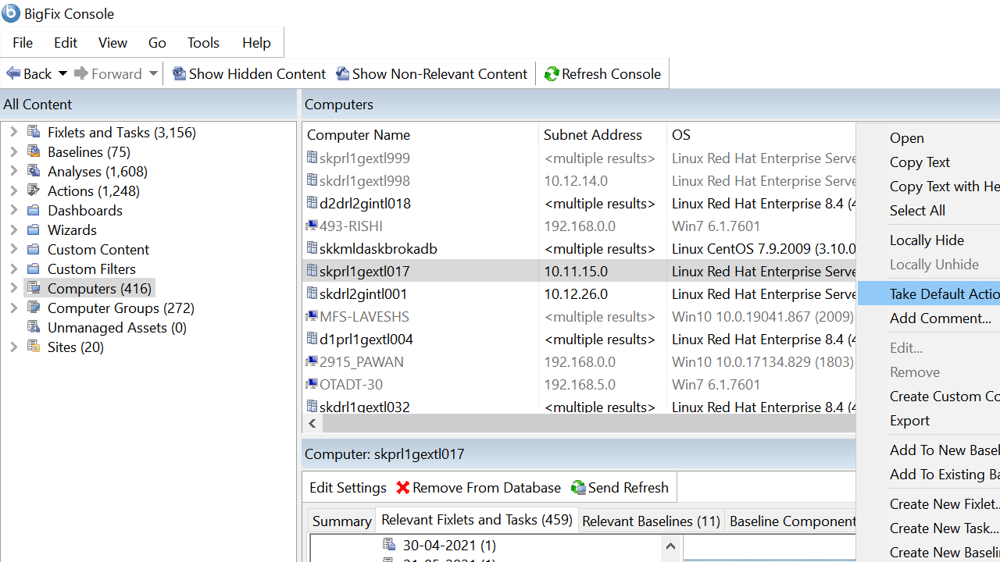 BigFix Console
File Edit View Go Tools Help
Back Forward Show Hidden Content Show Non-Relevant Content Refresh Console
All Content
Fixlets and Tasks (3,156)
Baselines (75)
Analyses (1,608)
Actions (1,248)
Dashboards
Wizards
Custom Content
Custom Filters
Computers (416)
Computer Groups (272)
Unmanaged Assets (0)
Sites (20)
Computers
Computer Name Subnet Address OS
skprl1gextl999 <multiple results> Linux Red Hat Enterprise Serve
skdrl1gextl998 10.12.14.0 Linux Red Hat Enterprise Serve
d2drl2gintl018 <multiple results> Linux Red Hat Enterprise 8.4 (4
493-RISHI 192.168.0.0 Win7 6.1.7601
skkmldaskbrokadb <multiple results> Linux CentOS 7.9.2009 (3.10.0
skprl1gextl017 10.11.15.0 Linux Red Hat Enterprise Serve
skdrl2gintl001 10.12.26.0 Linux Red Hat Enterprise Serve
MFS-LAVESHS <multiple results> Win10 10.0.19041.867 (2009)
d1prl1gextl004 <multiple results> Linux Red Hat Enterprise 8.4 (4
2915_PAWAN 192.168.0.0 Win10 10.0.17134.829 (1803)
OTADT-30 192.168.5.0 Win7 6.1.7601
skdrl1gextl032 <multiple results> Linux Red Hat Enterprise 8.4 (4
Open
Copy Text
Copy Text with He
Select All
Locally Hide
Locally Unhide
Take Default Actio
Add Comment...
Edit...
Remove
Create Custom Co
Export
Add To New Basel
Add To Existing Ba
Create New Fixlet..
Create New Task...
Create New Baseli
Computer: skprl1gextl017
Edit Settings Remove From Database Send Refresh
Summary Relevant Fixlets and Tasks (459) Relevant Baselines (11) Baseline Component
30-04-2021 (1)